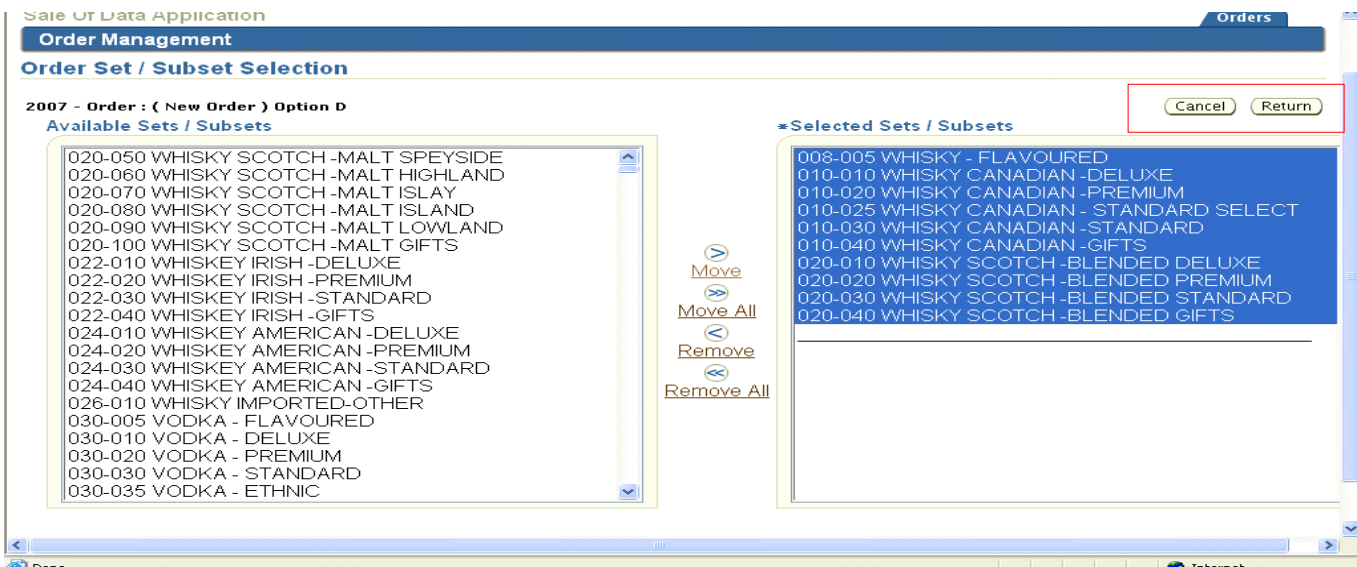 Sale Of Data Application
Orders
Order Management
Order Set / Subset Selection
2007 - Order : ( New Order ) Option D
Cancel Return
Available Sets / Subsets
020-050 WHISKY SCOTCH -MALT SPEYSIDE
020-060 WHISKY SCOTCH -MALT HIGHLAND
020-070 WHISKY SCOTCH -MALT ISLAY
020-080 WHISKY SCOTCH -MALT ISLAND
020-090 WHISKY SCOTCH -MALT LOWLAND
020-100 WHISKY SCOTCH -MALT GIFTS
022-010 WHISKEY IRISH -DELUXE
022-020 WHISKEY IRISH -PREMIUM
022-030 WHISKEY IRISH -STANDARD
022-040 WHISKEY IRISH -GIFTS
024-010 WHISKEY AMERICAN -DELUXE
024-020 WHISKEY AMERICAN -PREMIUM
024-030 WHISKEY AMERICAN -STANDARD
024-040 WHISKEY AMERICAN -GIFTS
026-010 WHISKY IMPORTED-OTHER
030-005 VODKA - FLAVOURED
030-010 VODKA - DELUXE
030-020 VODKA - PREMIUM
030-030 VODKA - STANDARD
030-035 VODKA - ETHNIC
Move
Move All
Remove
Remove All
*Selected Sets / Subsets
008-005 WHISKY - FLAVOURED
010-010 WHISKY CANADIAN -DELUXE
010-020 WHISKY CANADIAN -PREMIUM
010-025 WHISKY CANADIAN - STANDARD SELECT
010-030 WHISKY CANADIAN -STANDARD
010-040 WHISKY CANADIAN -GIFTS
020-010 WHISKY SCOTCH -BLENDED DELUXE
020-020 WHISKY SCOTCH -BLENDED PREMIUM
020-030 WHISKY SCOTCH -BLENDED STANDARD
020-040 WHISKY SCOTCH -BLENDED GIFTS